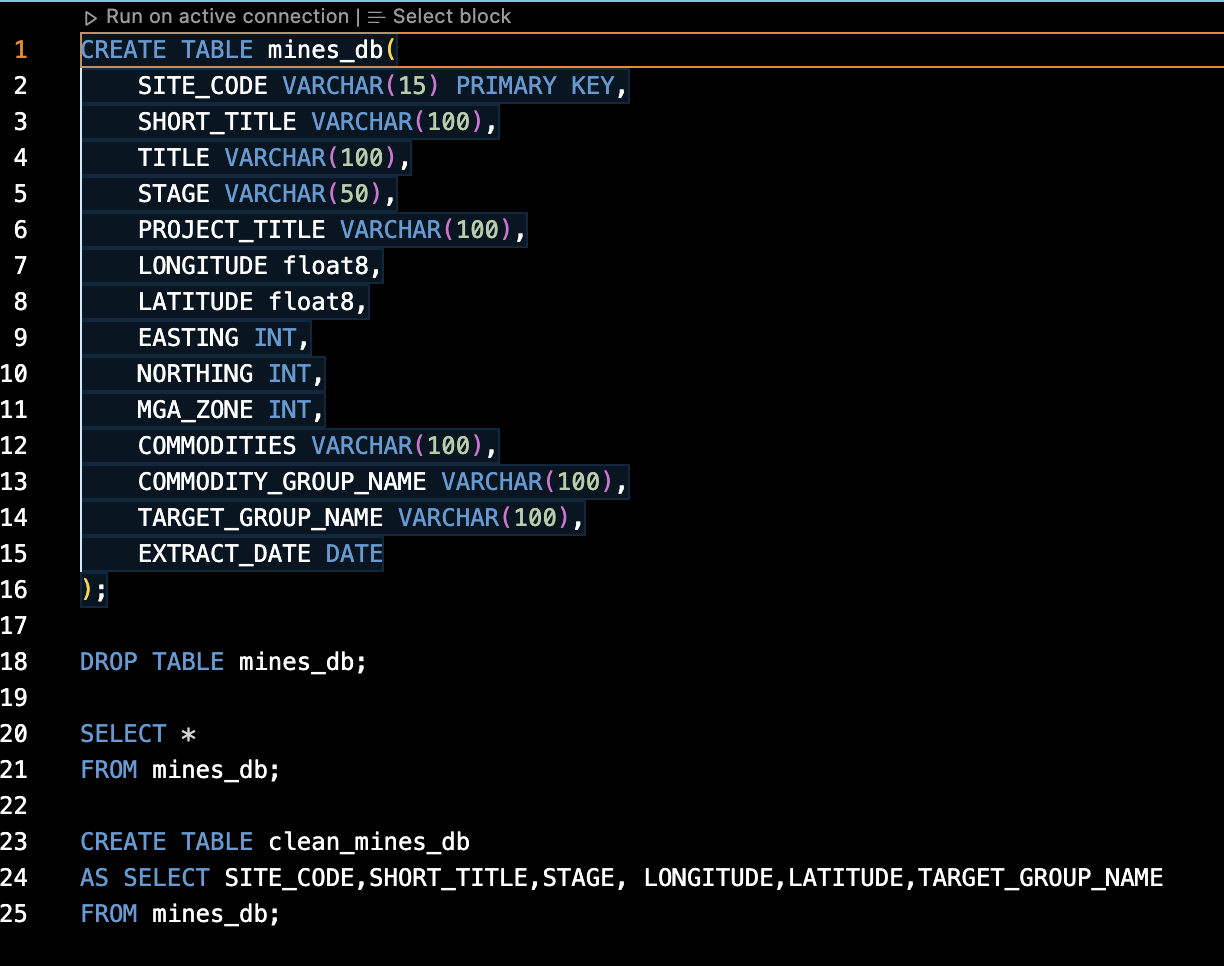 Run on active connection | Select block
1 CREATE TABLE mines_db(
2 SITE_CODE VARCHAR(15) PRIMARY KEY,
3 SHORT_TITLE VARCHAR(100),
4 TITLE VARCHAR(100),
5 STAGE VARCHAR(50),
6 PROJECT_TITLE VARCHAR(100),
7 LONGITUDE float8,
8 LATITUDE float8,
9 EASTING INT,
10 NORTHING INT,
11 MGA_ZONE INT,
12 COMMODITIES VARCHAR(100),
13 COMMODITY_GROUP_NAME VARCHAR(100),
14 TARGET_GROUP_NAME VARCHAR(100),
15 EXTRACT_DATE DATE
16 );
17
18 DROP TABLE mines_db;
19
20 SELECT *
21 FROM mines_db;
22
23 CREATE TABLE clean_mines_db
24 AS SELECT SITE_CODE,SHORT_TITLE,STAGE, LONGITUDE,LATITUDE,TARGET_GROUP_NAME
25 FROM mines_db;